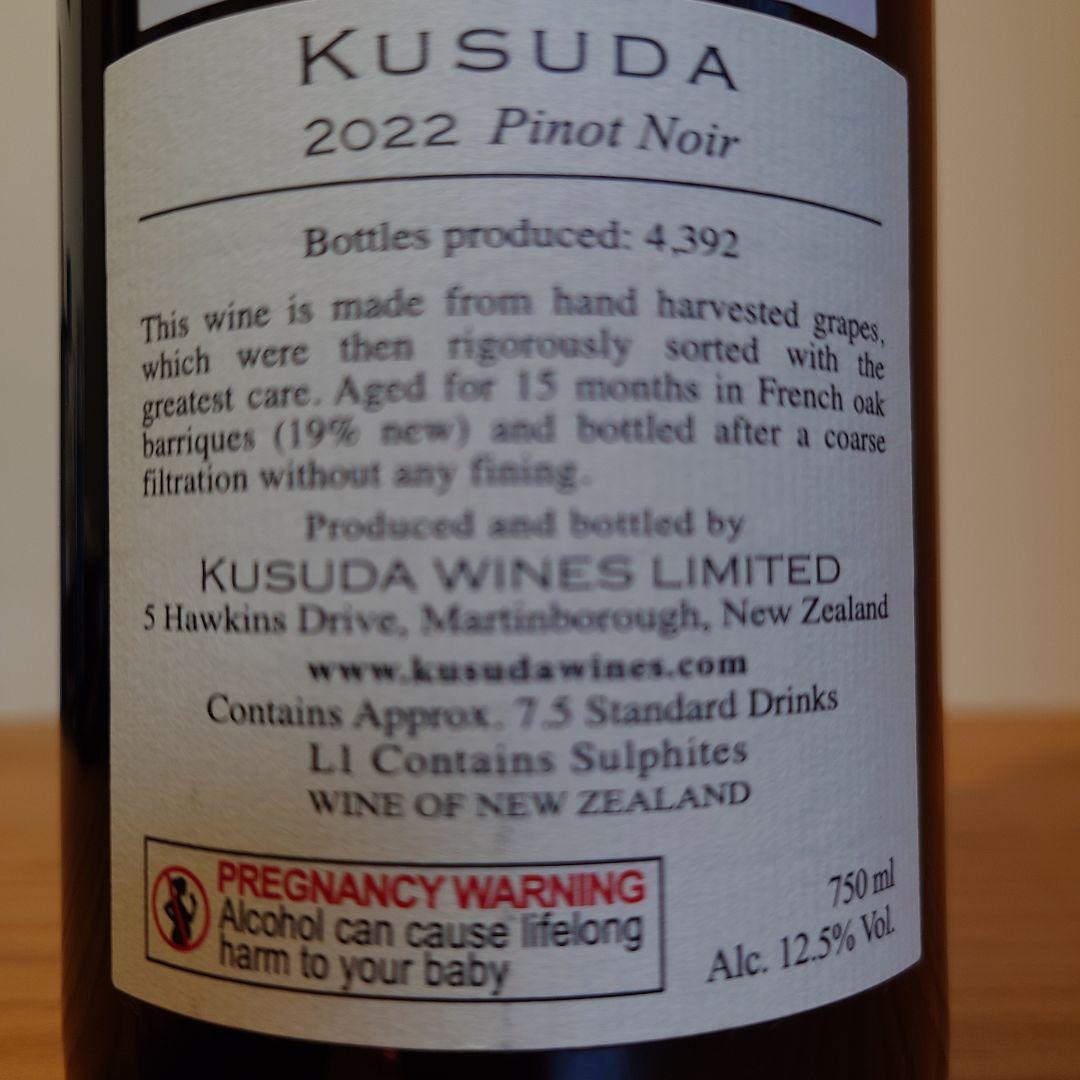 KUSUDA
2022 Pinot Noir
Bottles produced: 4,392
This wine is made from hand harvested grapes,
which were then rigorously sorted with the
greatest care. Aged for 15 months in French oak
barriques (19% new) and bottled after a coarse
filtration without any fining.
Produced and bottled by
KUSUDA WINES LIMITED
5 Hawkins Drive, Martinborough, New Zealand
www.kusudawines.com
Contains Approx. 7.5 Standard Drinks
L1 Contains Sulphites
WINE OF NEW ZEALAND
PREGNANCY WARNING
Alcohol can cause lifelong
harm to your baby
750 ml
Alc. 12.5% Vol.